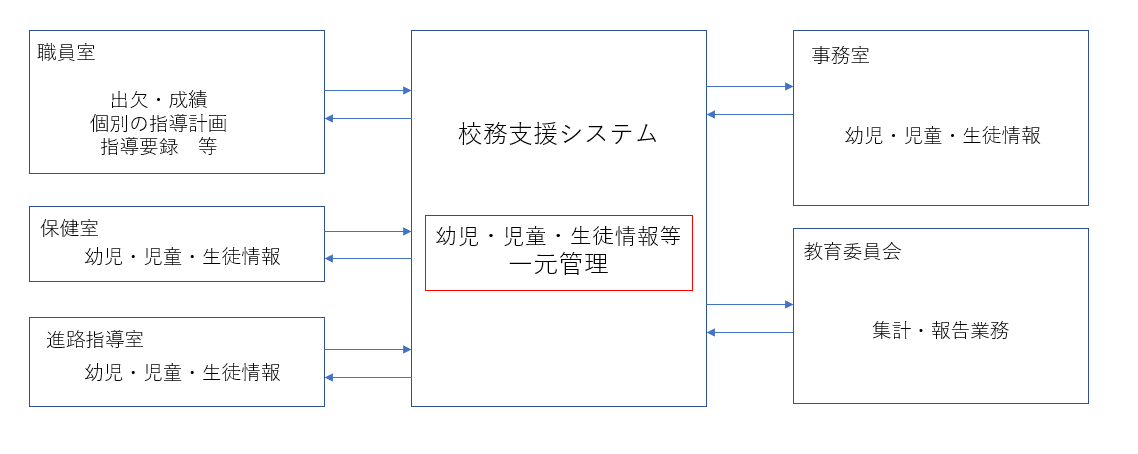 職員室
出欠・成績
個別の指導計画
指導要録　等
保健室
幼児・児童・生徒情報
進路指導室
幼児・児童・生徒情報
校務支援システム
幼児・児童・生徒情報等
一元管理
事務室
幼児・児童・生徒情報
教育委員会
集計・報告業務